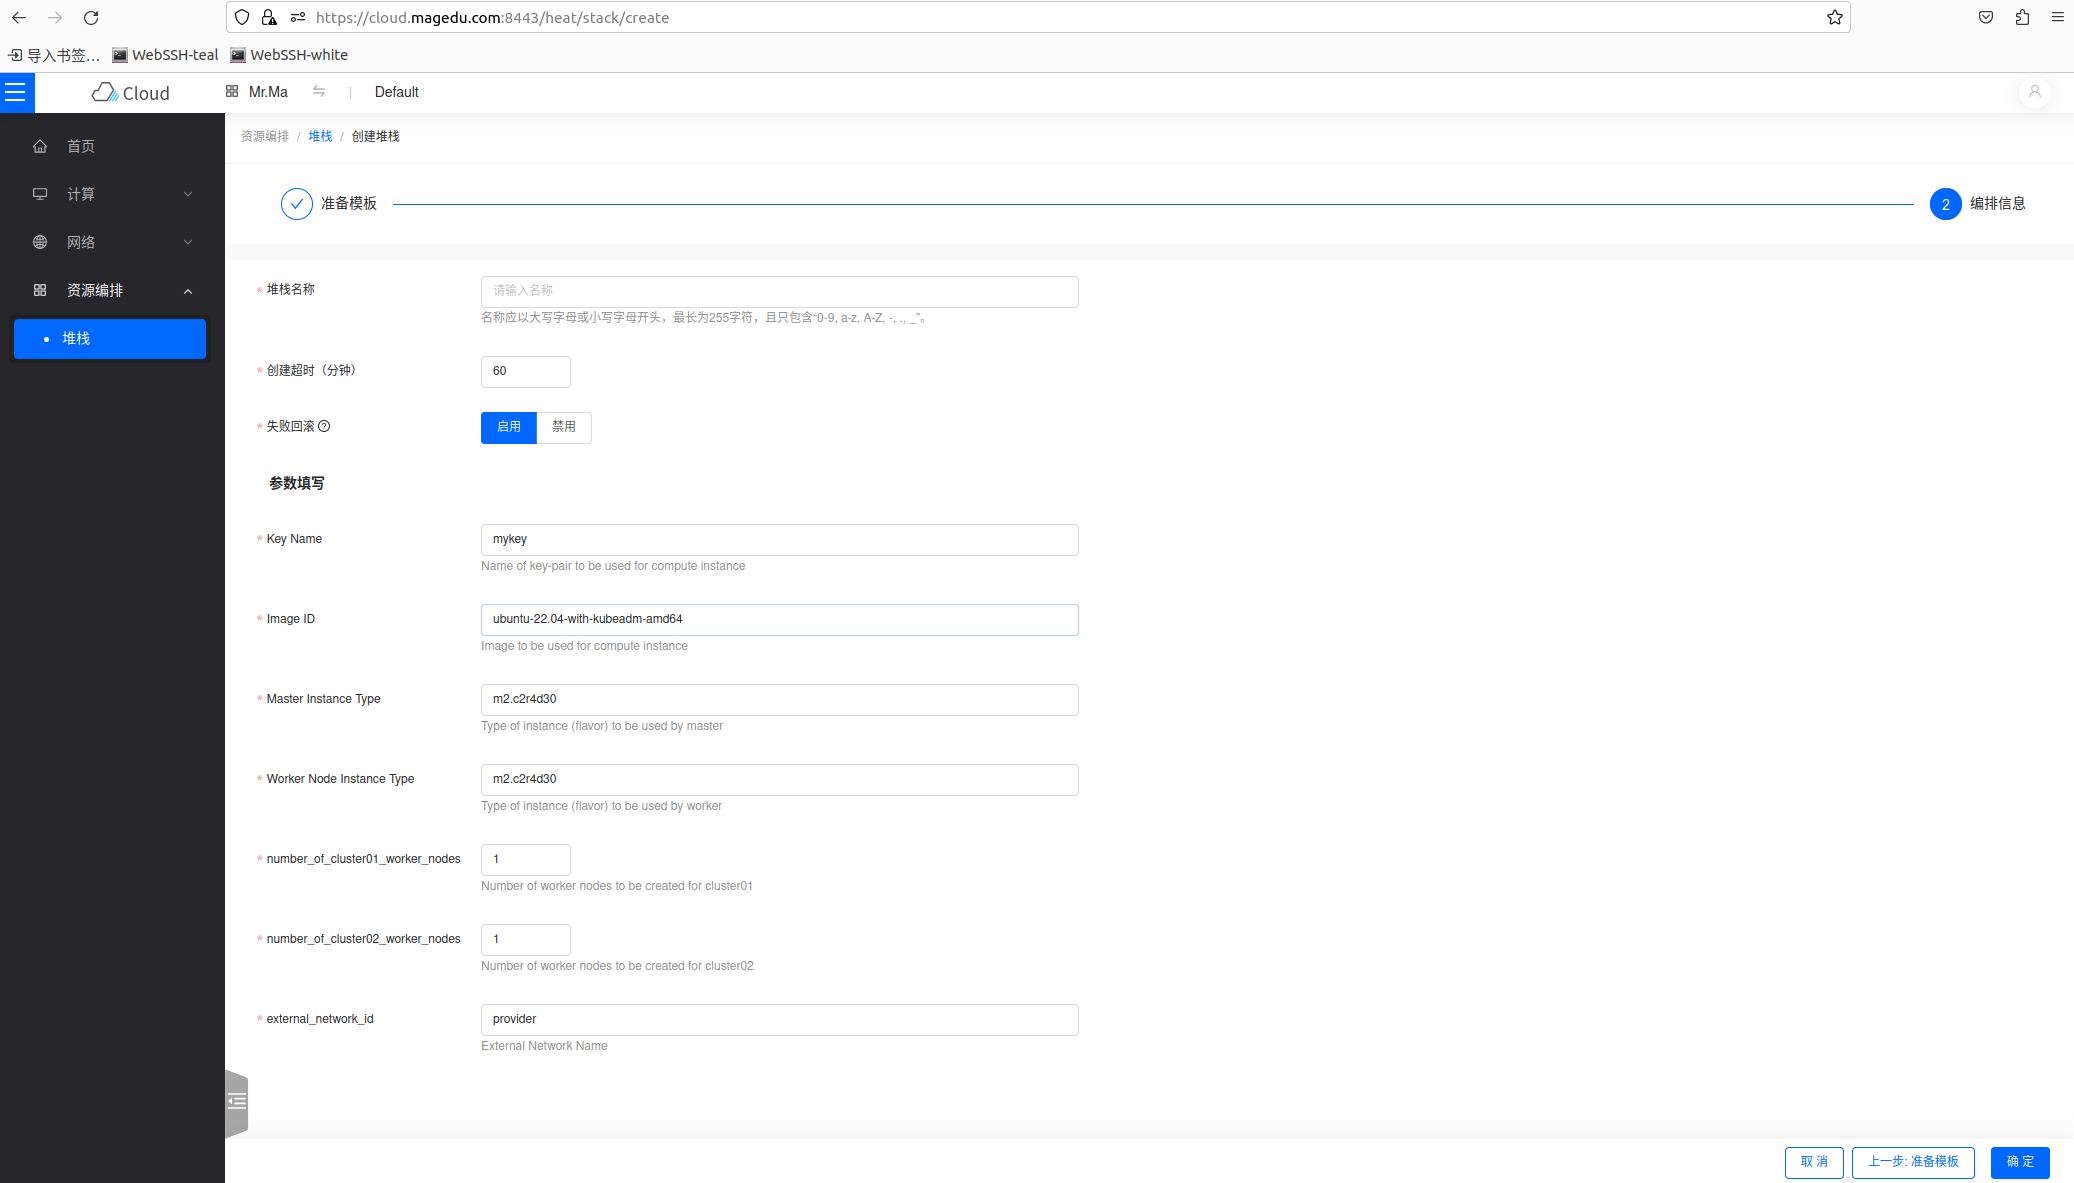 https://cloud.magedu.com:8443/heat/stack/create
导入书签… WebSSH-teal WebSSH-white
Cloud Mr.Ma Default
首页
计算
网络
资源编排
堆栈
资源编排 / 堆栈 / 创建堆栈
准备模板
2 编排信息
* 堆栈名称
请输入名称
名称应以大写字母或小写字母开头，最长为255字符，且只包含“0-9, a-z, A-Z, -, ., _”。
* 创建超时（分钟）
60
* 失败回滚
启用 禁用
参数填写
* Key Name
mykey
Name of key-pair to be used for compute instance
* Image ID
ubuntu-22.04-with-kubeadm-amd64
Image to be used for compute instance
* Master Instance Type
m2.c2r4d30
Type of instance (flavor) to be used by master
* Worker Node Instance Type
m2.c2r4d30
Type of instance (flavor) to be used by worker
* number_of_cluster01_worker_nodes
1
Number of worker nodes to be created for cluster01
* number_of_cluster02_worker_nodes
1
Number of worker nodes to be created for cluster02
* external_network_id
provider
External Network Name
取 消 上一步: 准备模板 确 定